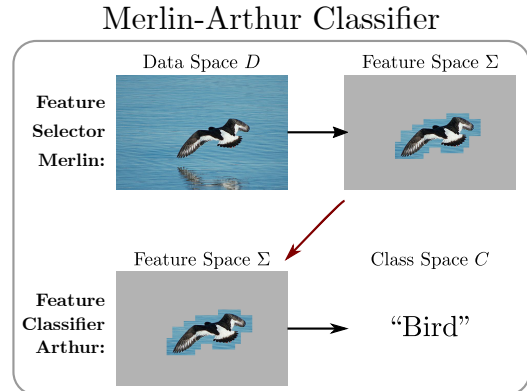 Merlin-Arthur Classifier
Data Space D
Feature Space Σ
Feature
Selector
Merlin:
Feature Space Σ
Class Space C
Feature
Classifier
Arthur:
“Bird”